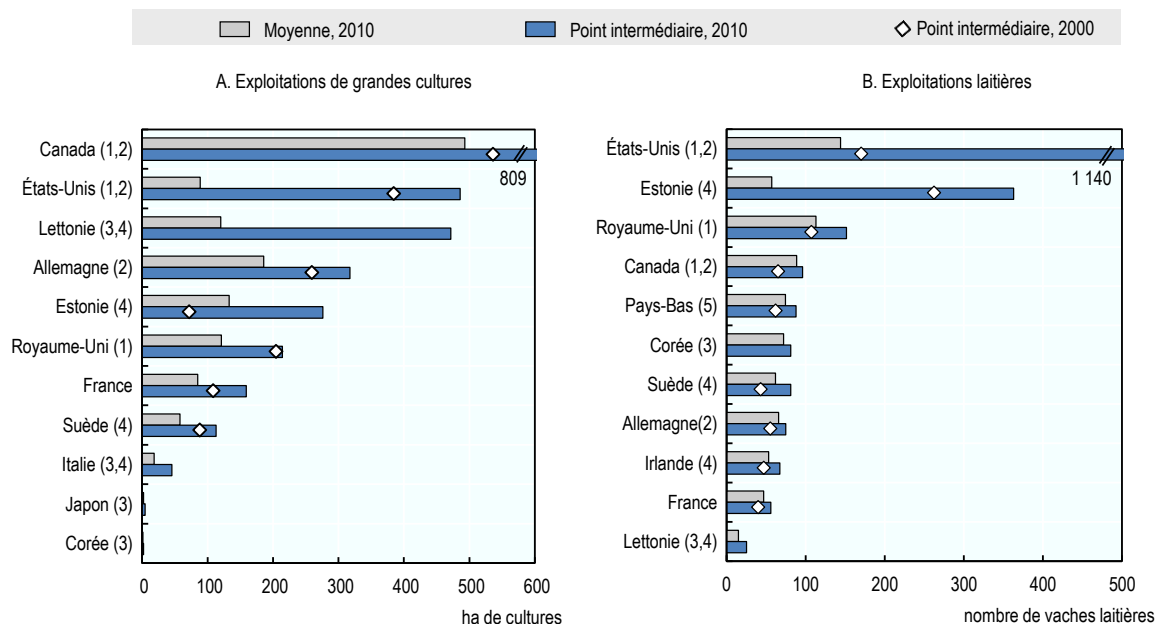 Moyenne, 2010
Point intermédiaire, 2010
Point intermédiaire, 2000
A. Exploitations de grandes cultures
Canada (1,2)
809
États-Unis (1,2)
Lettonie (3,4)
Allemagne (2)
Estonie (4)
Royaume-Uni (1)
France
Suède (4)
Italie (3,4)
Japon (3)
Corée (3)
0 100 200 300 400 500 600
ha de cultures
B. Exploitations laitières
États-Unis (1,2)
1 140
Estonie (4)
Royaume-Uni (1)
Canada (1,2)
Pays-Bas (5)
Corée (3)
Suède (4)
Allemagne(2)
Irlande (4)
France
Lettonie (3,4)
0 100 200 300 400 500
nombre de vaches laitières